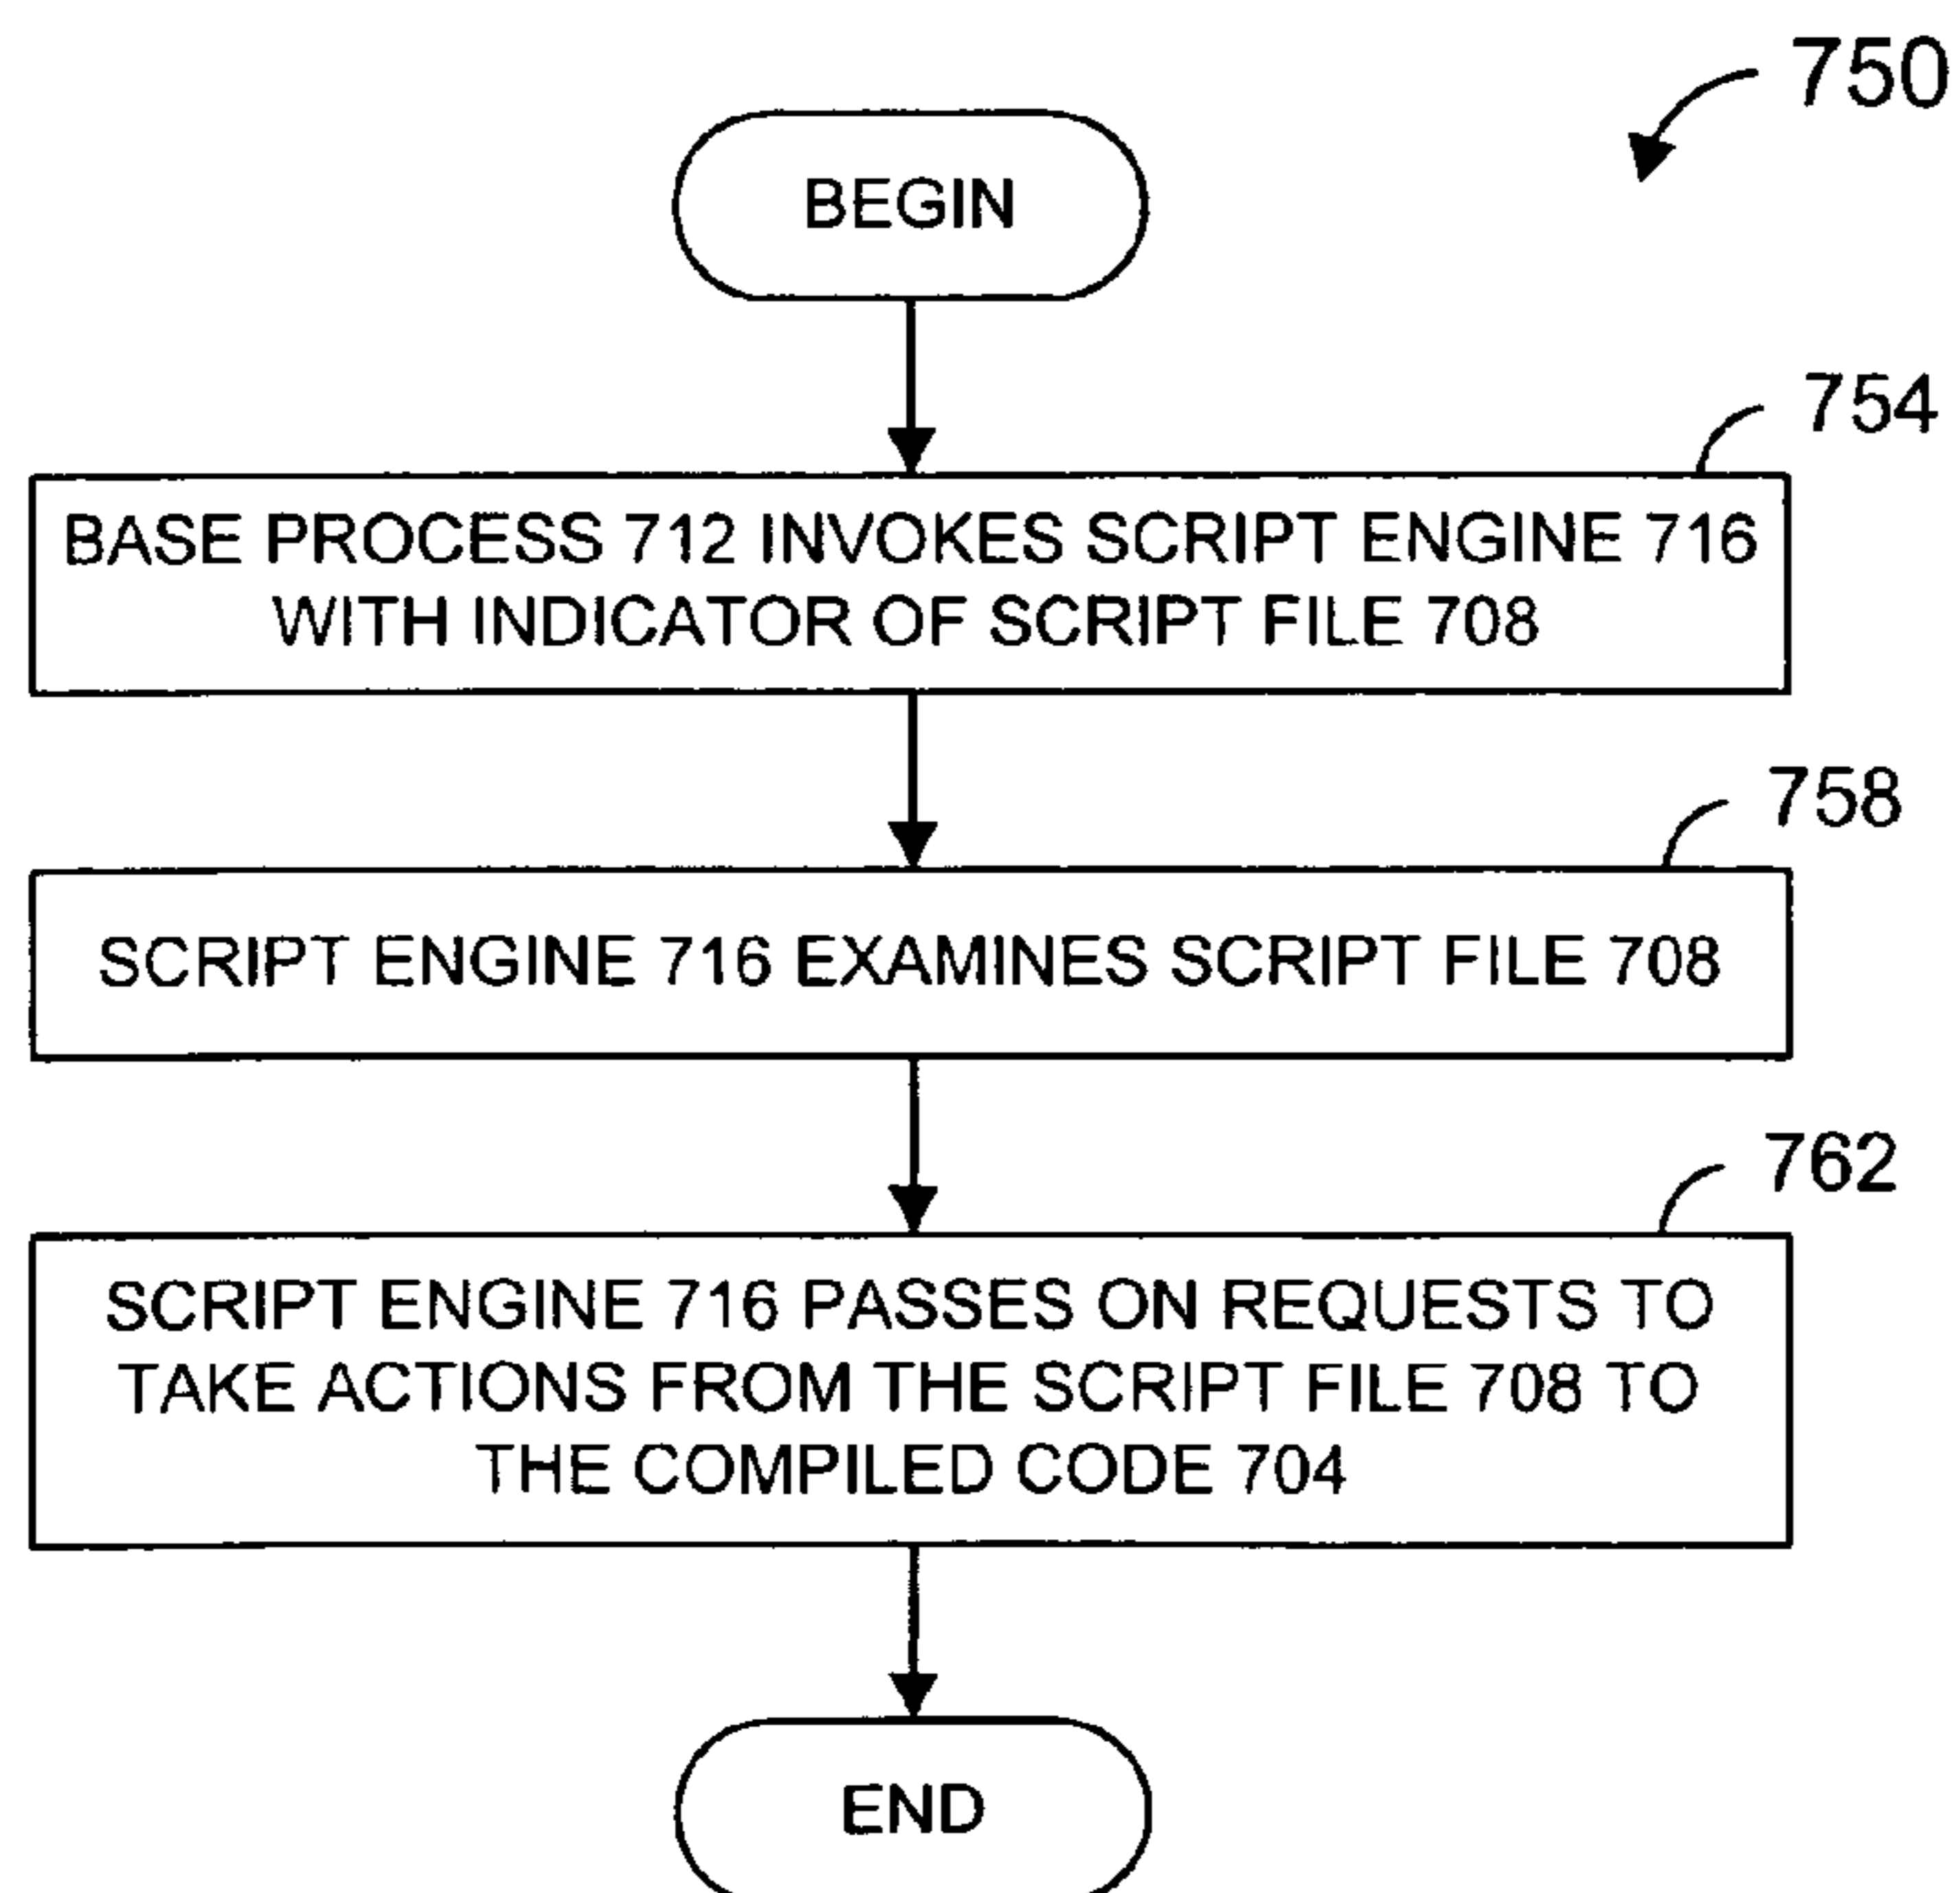 750
BEGIN
754
BASE PROCESS 712 INVOKES SCRIPT ENGINE 716
WITH INDICATOR OF SCRIPT FILE 708
758
SCRIPT ENGINE 716 EXAMINES SCRIPT FILE 708
762
SCRIPT ENGINE 716 PASSES ON REQUESTS TO
TAKE ACTIONS FROM THE SCRIPT FILE 708 TO
THE COMPILED CODE 704
END